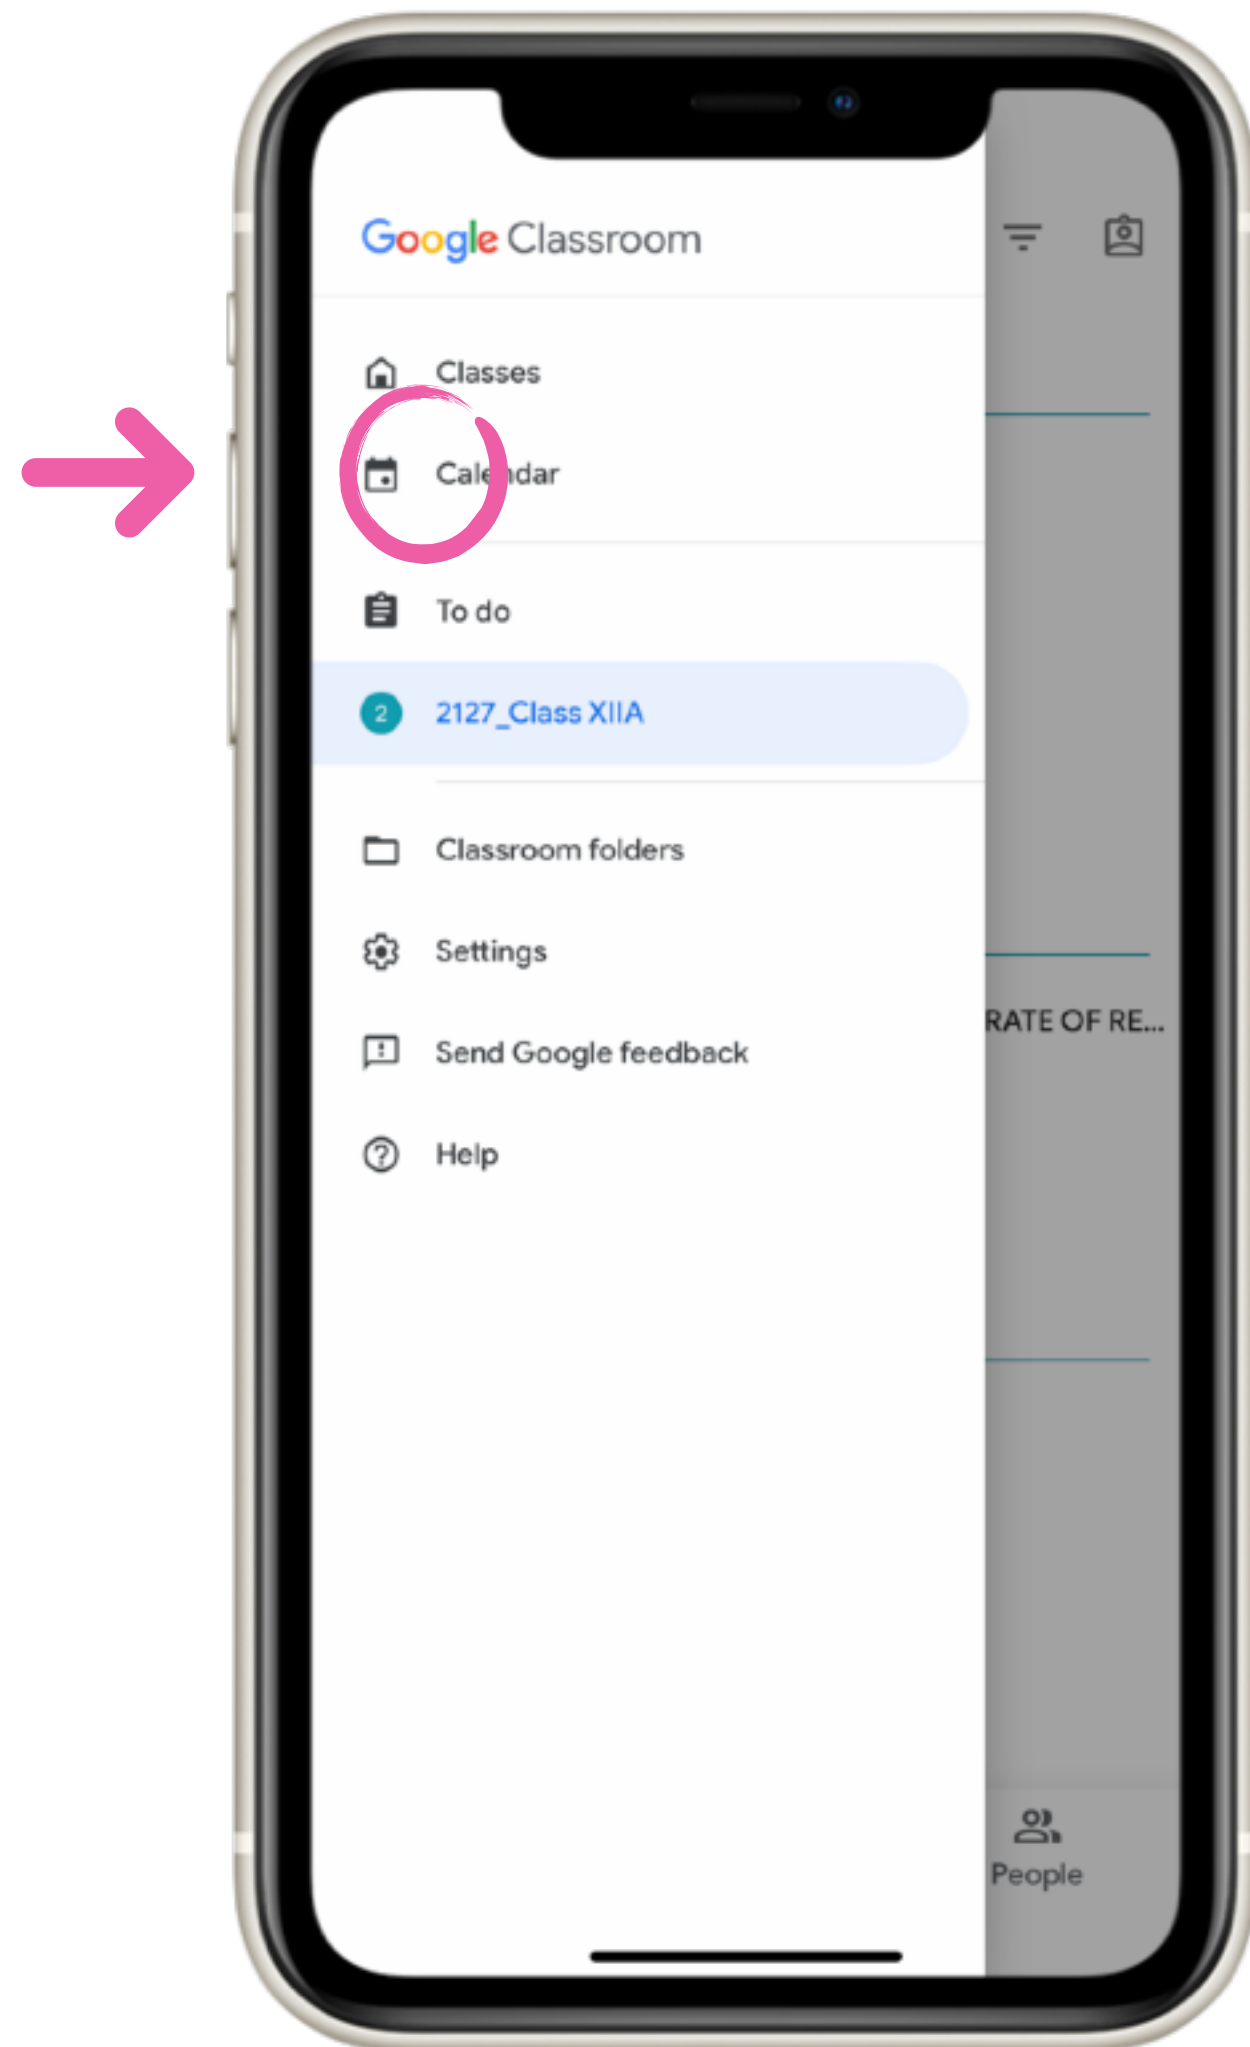 Google Classroom
Classes
Calendar
To do
2 2127_Class XIIA
Classroom folders
Settings
Send Google feedback
Help
RATE OF RE...
People